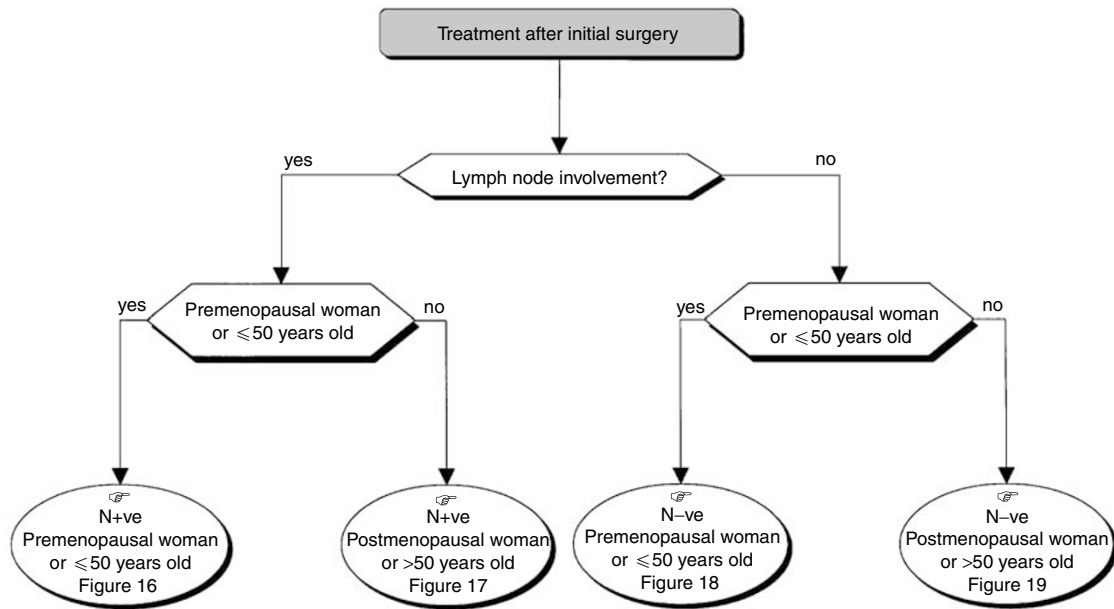 Treatment after initial surgery
yes
Lymph node involvement?
no
yes
Premenopausal woman
or ⩽50 years old
no
yes
Premenopausal woman
or ⩽50 years old
no
☞
N+ve
Premenopausal woman
or ⩽50 years old
Figure 16
☞
N+ve
Postmenopausal woman
or >50 years old
Figure 17
☞
N–ve
Premenopausal woman
or ⩽50 years old
Figure 18
☞
N–ve
Postmenopausal woman
or >50 years old
Figure 19